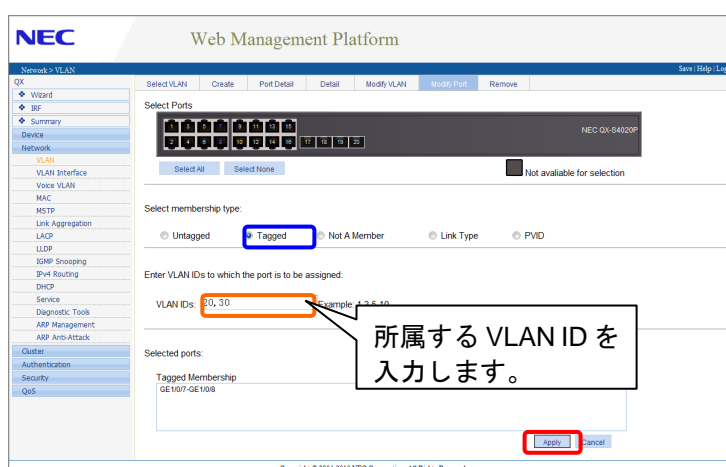 NEC
Web Management Platform
Network > VLAN
Save | Help | Log
QX
Wizard
IRF
Summary
Device
Network
VLAN
VLAN Interface
Voice VLAN
MAC
MSTP
Link Aggregation
LACP
LLDP
IGMP Snooping
IPv4 Routing
DHCP
Service
Diagnostic Tools
ARP Management
ARP Anti-Attack
Cluster
Authentication
Security
QoS
Select VLAN Create Port Detail Detail Modify VLAN Modify Port Remove
Select Ports
1 3 5 7 9 11 13 15
2 4 6 8 10 12 14 16 17 18 19 20
NEC QX-S4020P
Select All Select None
Not avaliable for selection
Select membership type:
Untagged Tagged Not A Member Link Type PVID
Enter VLAN IDs to which the port is to be assigned:
VLAN IDs: 20,30 Example: 1,3,5-10
所属する VLAN ID を
入力します。
Selected ports:
Tagged Membership
GE1/0/7-GE1/0/8
Apply Cancel